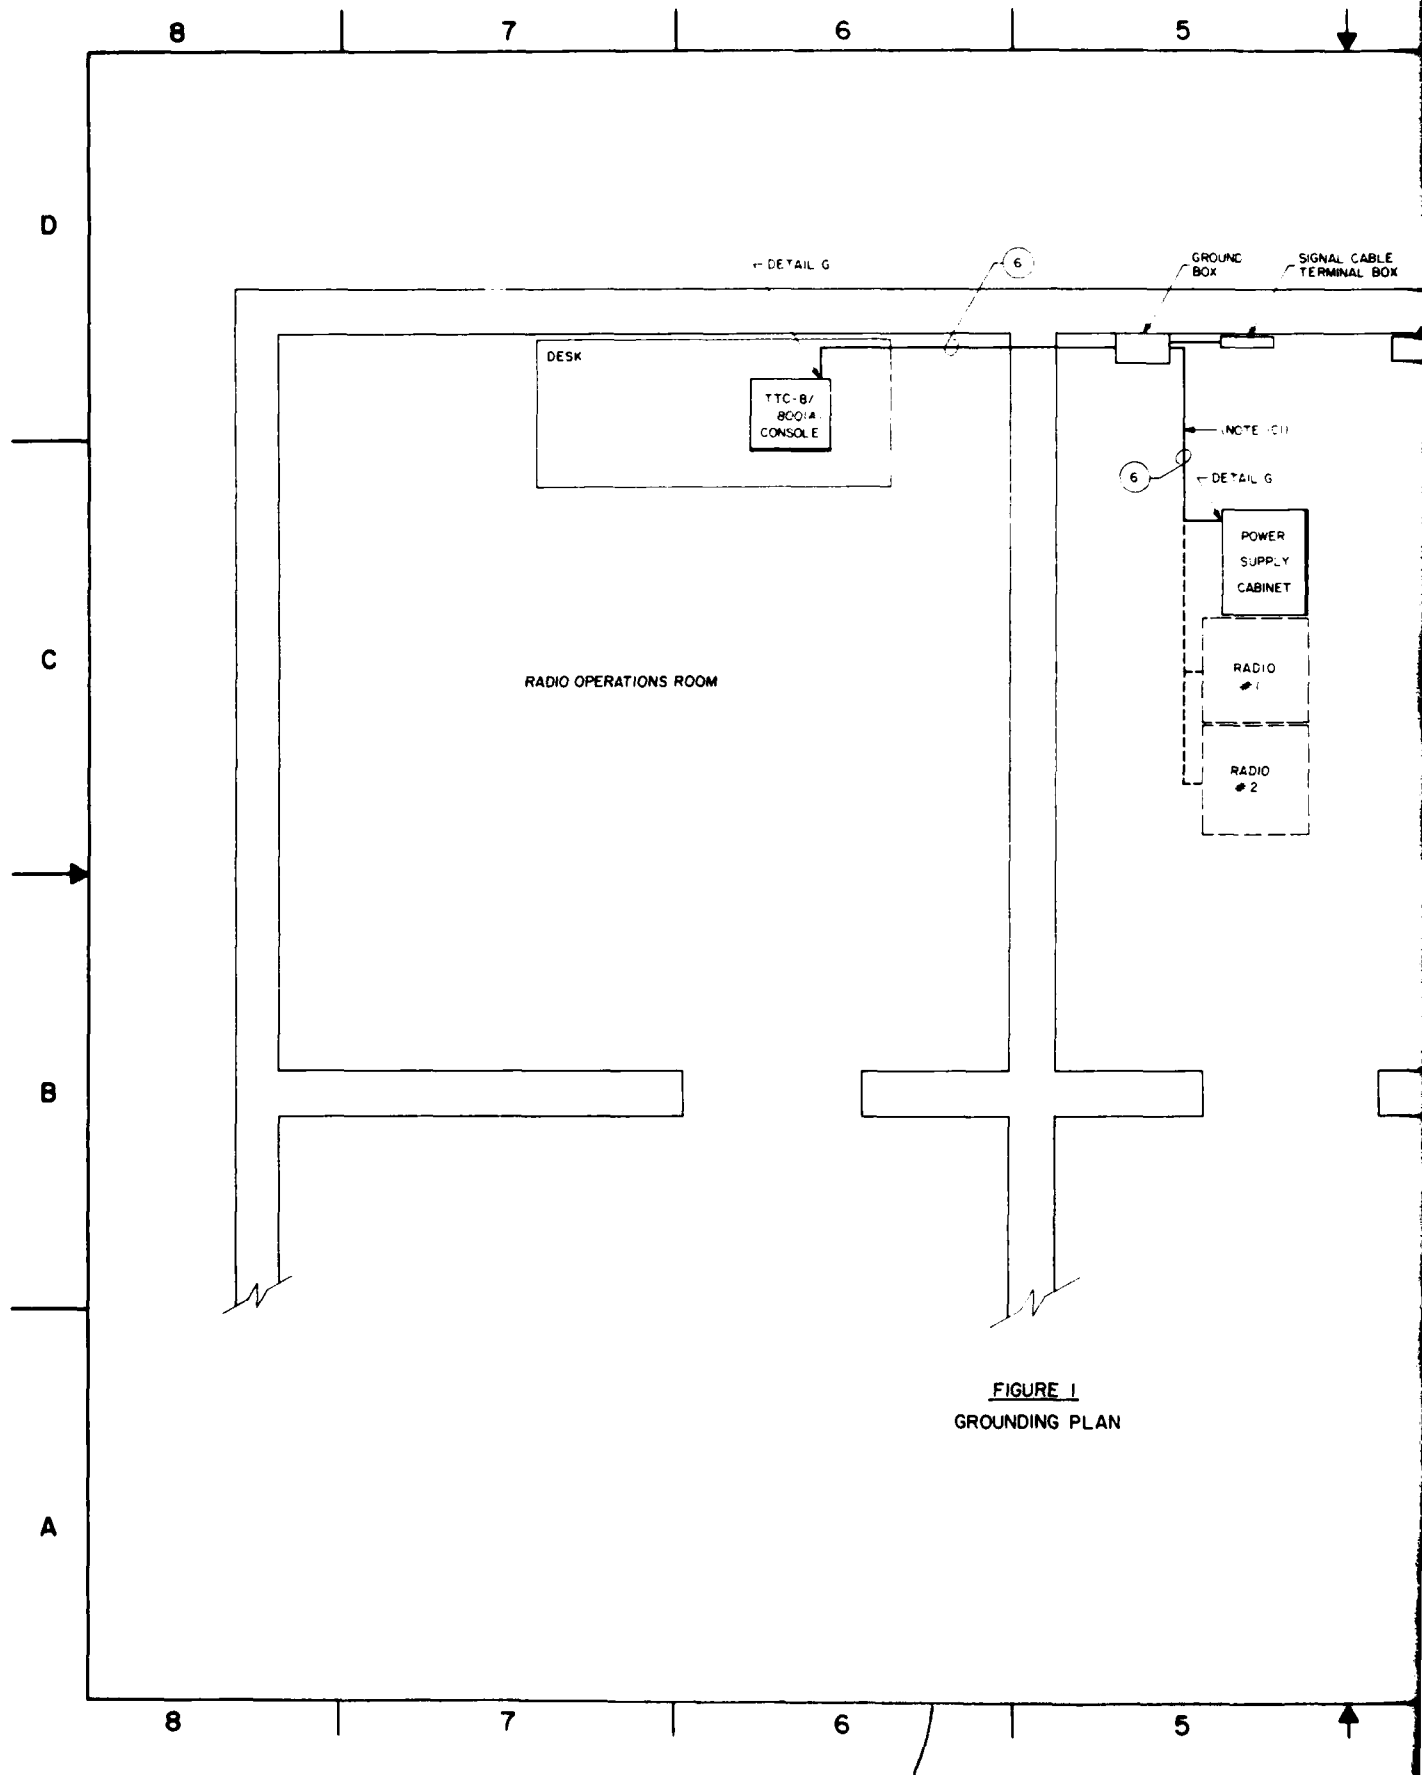 8 7 6 5
D
DETAIL G
6
GROUND
BOX
SIGNAL CABLE
TERMINAL BOX
DESK
TTC-8/
CONSOLE
6
DETAIL G
POWER
SUPPLY
CABINET
C
RADIO OPERATIONS ROOM
RADIO
#1
RADIO
#2
B
FIGURE 1
GROUNDING PLAN
A
8 7 6 5